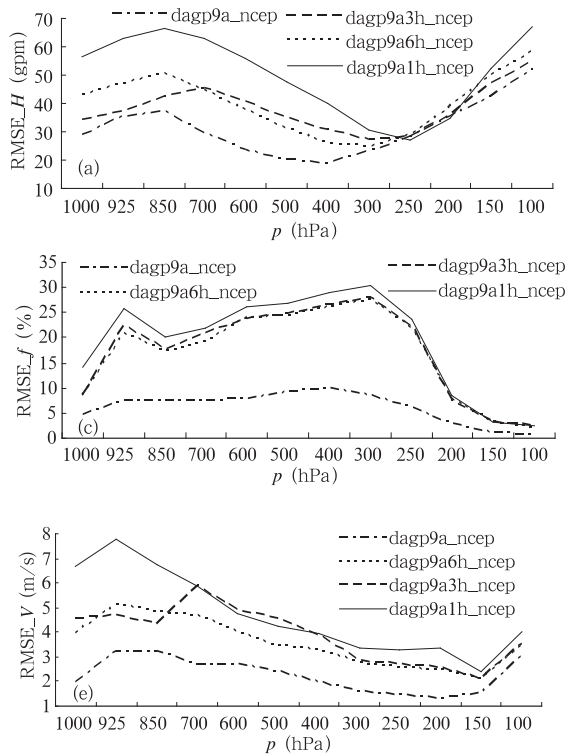 dagp9a_ncep
dagp9a3h_ncep
dagp9a6h_ncep
dagp9a1h_ncep
RMSE_H (gpm)
70
60
50
40
30
20
10
(a)
1000 925 850 700 600 500 400 300 250 200 150 100
p (hPa)
dagp9a_ncep
dagp9a3h_ncep
dagp9a6h_ncep
dagp9a1h_ncep
RMSE_f (%)
35
30
25
20
15
10
5
0
(c)
1000 925 850 700 600 500 400 300 250 200 150 100
p (hPa)
dagp9a_ncep
dagp9a6h_ncep
dagp9a3h_ncep
dagp9a1h_ncep
RMSE_V (m/s)
8
7
6
5
4
3
2
1
(e)
1000 925 850 700 600 500 400 300 250 200 150 100
p (hPa)